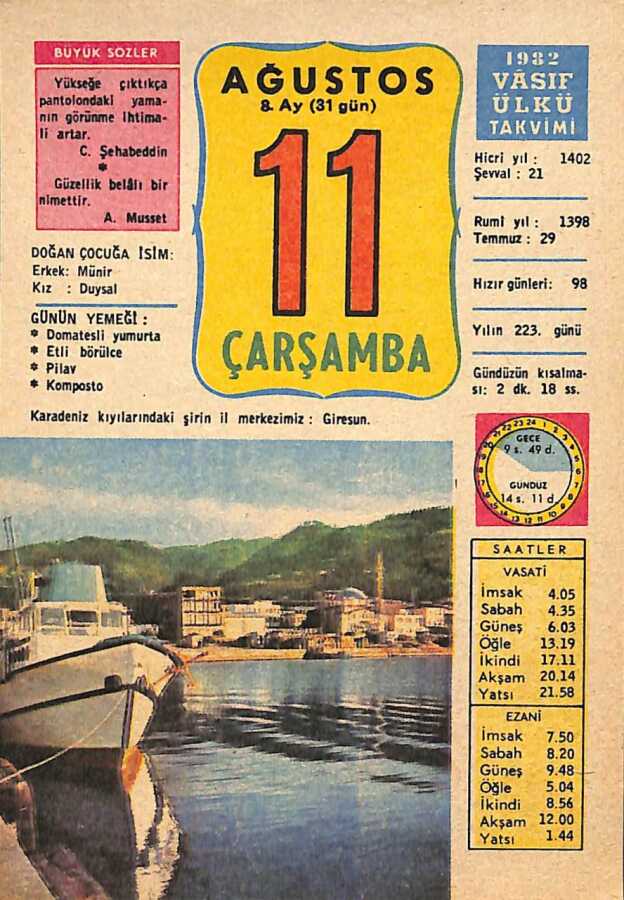 BÜYÜK SÖZLER
Yükseğe çıktıkça
pantolondaki yama-
nın görünme ihtima-
li artar.
C. Şehabeddin
*
Güzellik belâlı bir
nimettir.
A. Musset
DOĞAN ÇOCUĞA İSİM:
Erkek: Münir
Kız : Duysal
GÜNÜN YEMEĞİ :
* Domatesli yumurta
* Etli börülce
* Pilav
* Komposto
AĞUSTOS
8. Ay (31 gün)
11
ÇARŞAMBA
1982
VÂSIF
ÜLKÜ
TAKVİMİ
Hicri yıl : 1402
Şevval : 21
Rumi yıl : 1398
Temmuz : 29
Hızır günleri: 98
Yılın 223. günü
Gündüzün kısalma-
sı: 2 dk. 18 ss.
Karadeniz kıyılarındaki şirin il merkezimiz : Giresun.
GECE
9 s. 49 d.
GÜNDÜZ
14 s. 11 d.
SAATLER
VASATİ
İmsak 4.05
Sabah 4.35
Güneş 6.03
Öğle 13.19
İkindi 17.11
Akşam 20.14
Yatsı 21.58
EZANİ
İmsak 7.50
Sabah 8.20
Güneş 9.48
Öğle 5.04
İkindi 8.56
Akşam 12.00
Yatsı 1.44